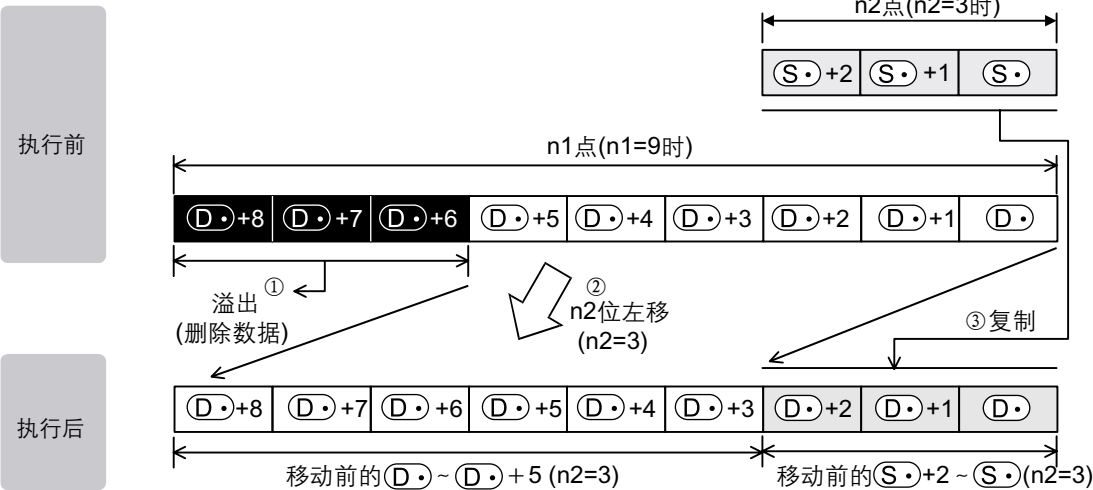 n2点(n2=3时)
S· +2 S· +1 S·
执行前
n1点(n1=9时)
D· +8 D· +7 D· +6 D· +5 D· +4 D· +3 D· +2 D· +1 D·
①
溢出
(删除数据)
②
n2位左移
(n2=3)
③复制
执行后
D· +8 D· +7 D· +6 D· +5 D· +4 D· +3 D· +2 D· +1 D·
移动前的D· ~ D· +5 (n2=3)
移动前的S· +2 ~ S· (n2=3)